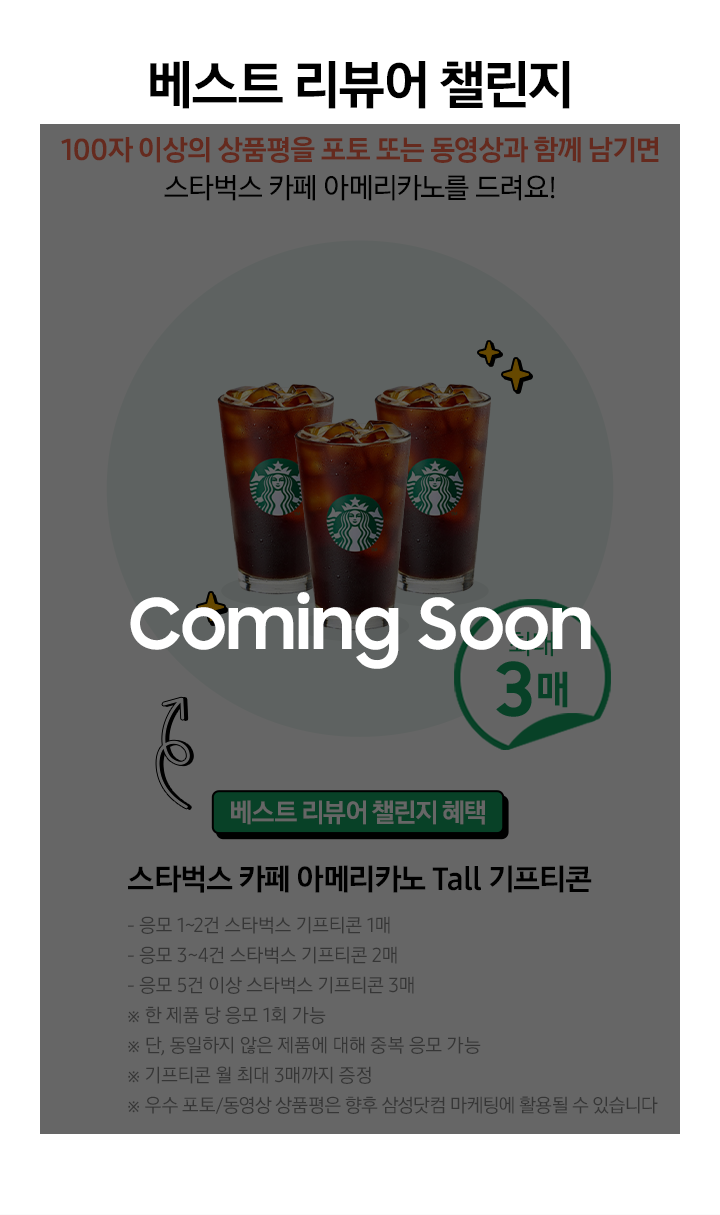 베스트 리뷰어 챌린지
100자 이상의 상품평을 포토 또는 동영상과 함께 남기면
스타벅스 카페 아메리카노를 드려요!
Coming Soon
최대
3매
베스트 리뷰어 챌린지 혜택
스타벅스 카페 아메리카노 Tall 기프티콘
- 응모 1~2건 스타벅스 기프티콘 1매
- 응모 3~4건 스타벅스 기프티콘 2매
- 응모 5건 이상 스타벅스 기프티콘 3매
※ 한 제품 당 응모 1회 가능
※ 단, 동일하지 않은 제품에 대해 중복 응모 가능
※ 기프티콘 월 최대 3매까지 증정
※ 우수 포토/동영상 상품평은 향후 삼성닷컴 마케팅에 활용될 수 있습니다